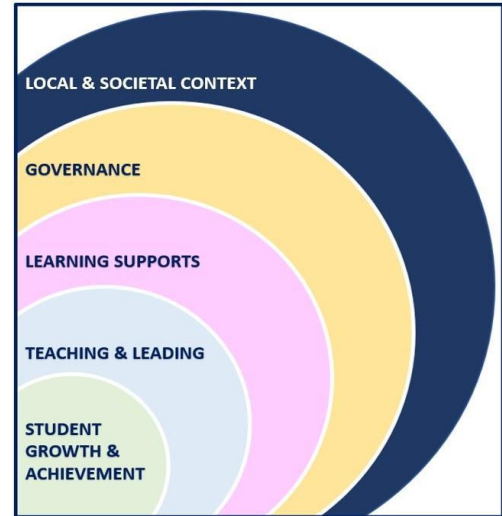 LOCAL & SOCIETAL CONTEXT
GOVERNANCE
LEARNING SUPPORTS
TEACHING & LEADING
STUDENT
GROWTH &
ACHIEVEMENT